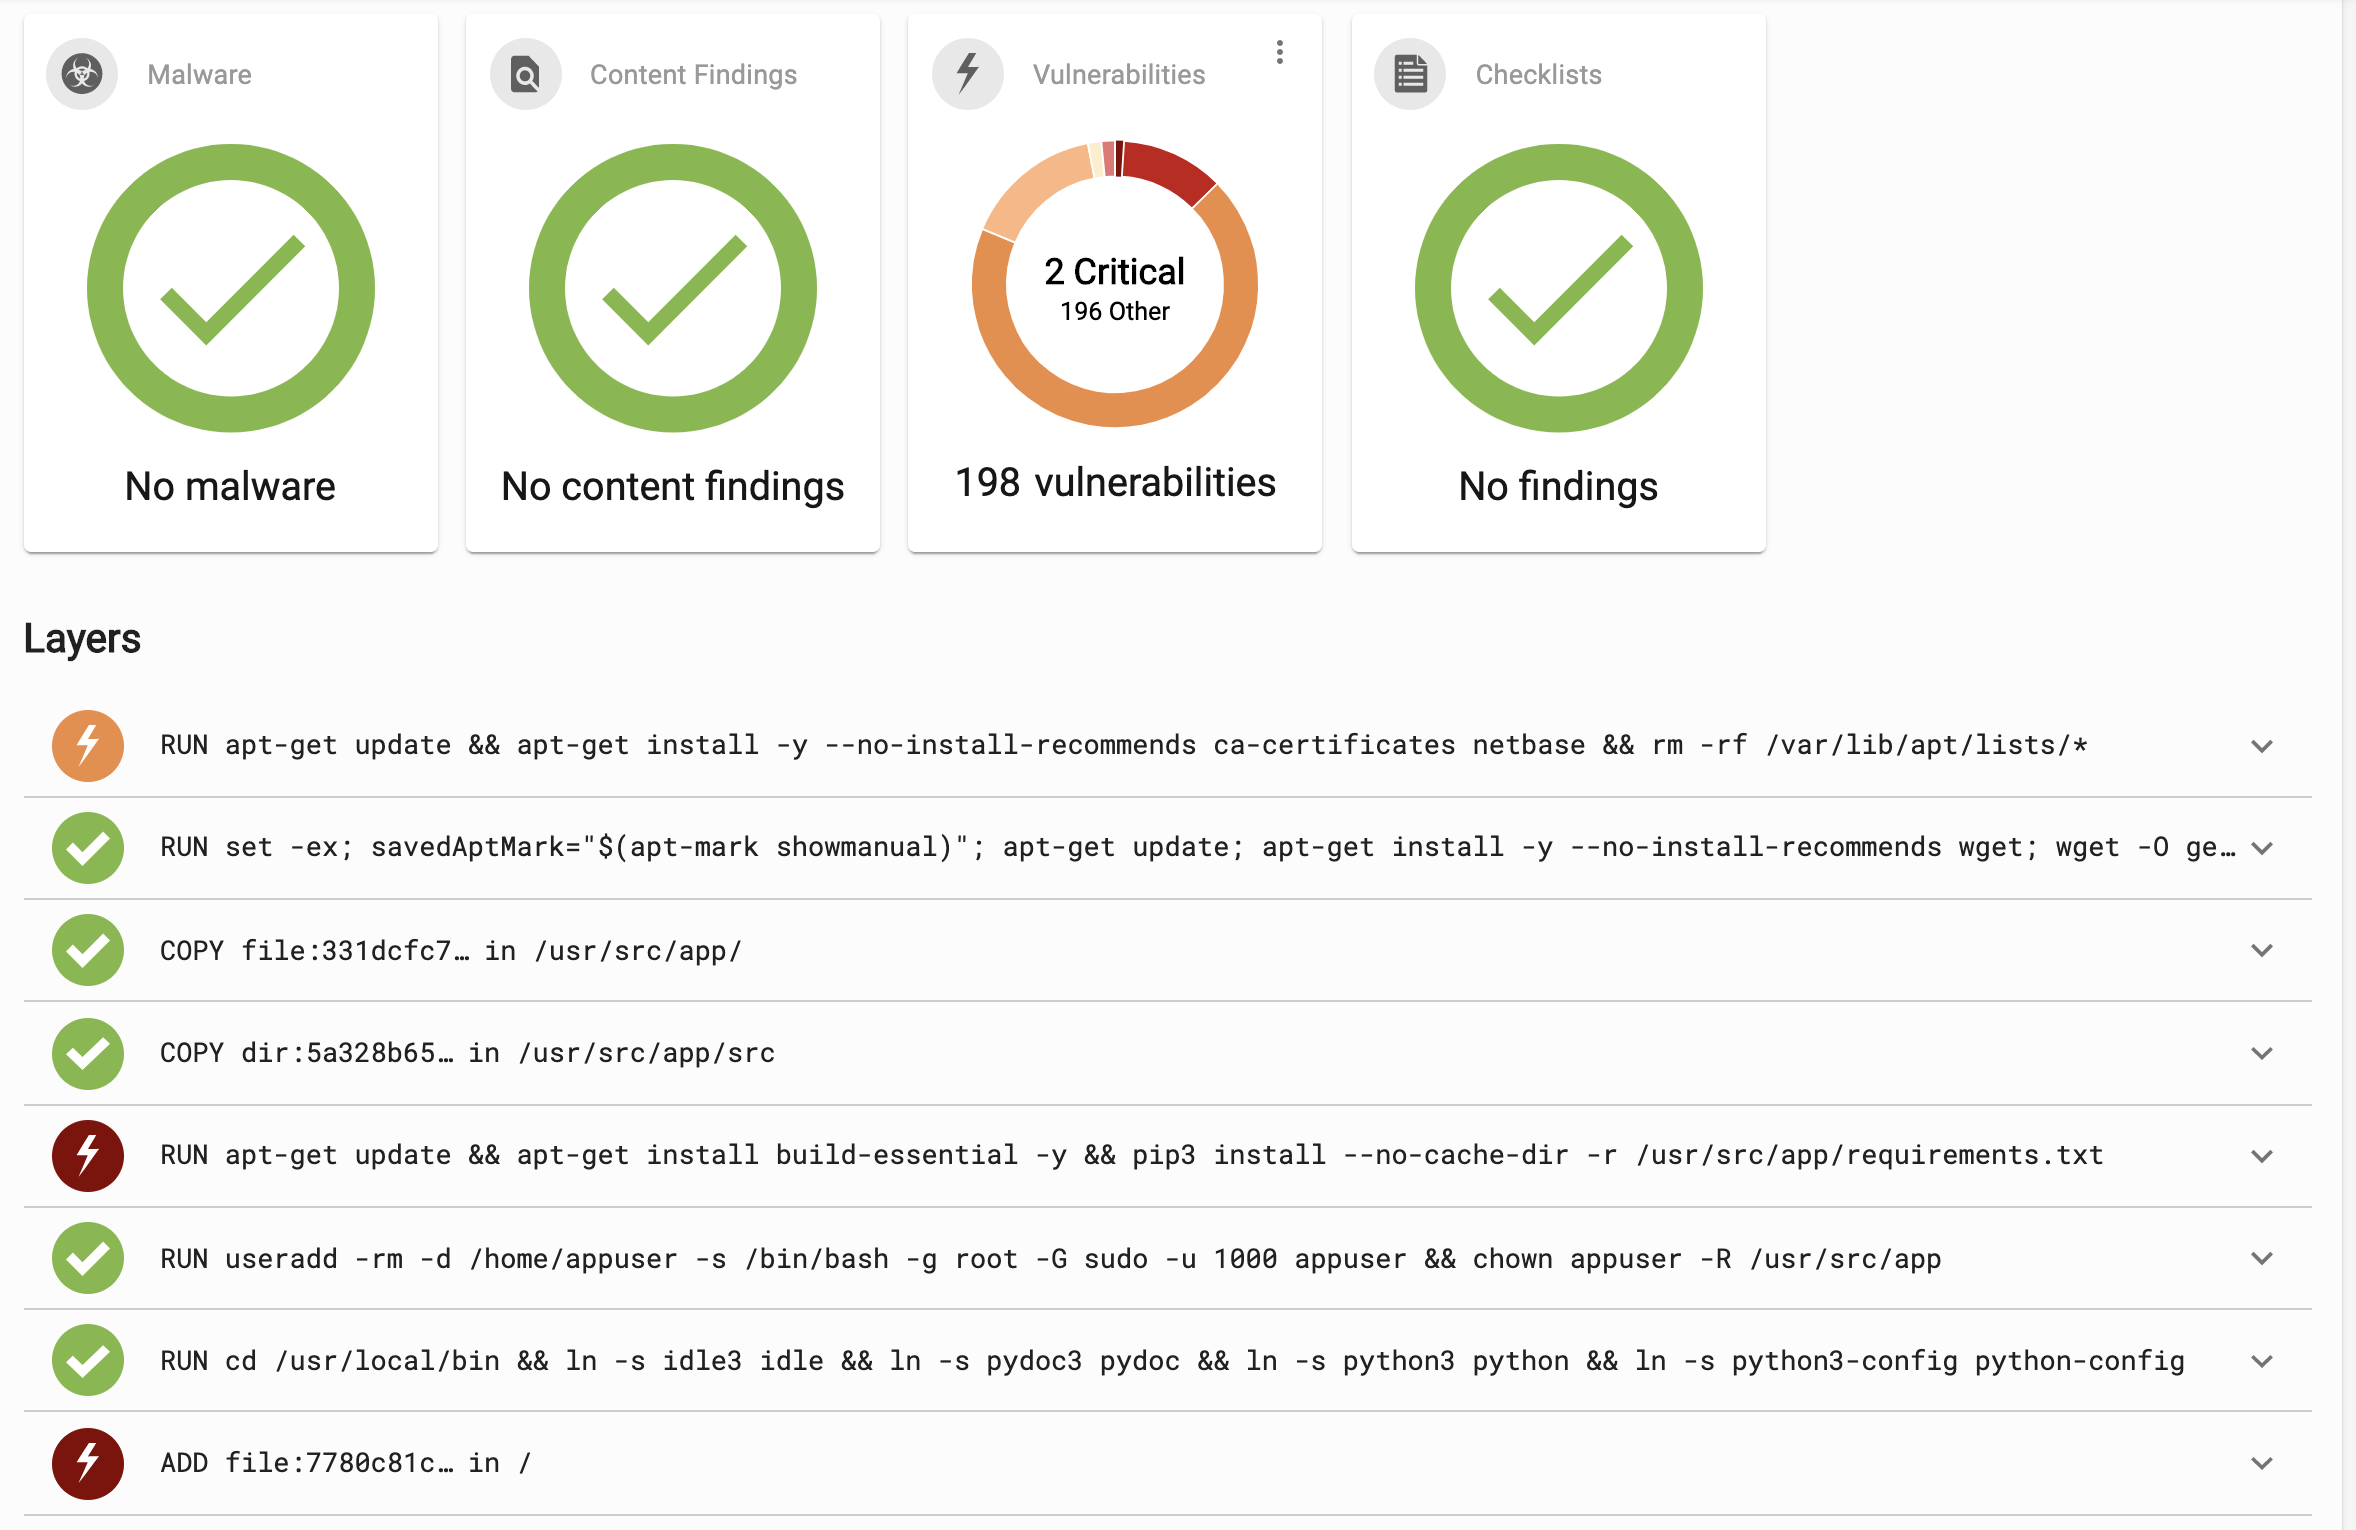 Malware
Content Findings
Vulnerabilities
Checklists
2 Critical
196 Other
No malware
No content findings
198 vulnerabilities
No findings
Layers
RUN apt-get update && apt-get install -y --no-install-recommends ca-certificates netbase && rm -rf /var/lib/apt/lists/*
RUN set -ex; savedAptMark="$(apt-mark showmanual)"; apt-get update; apt-get install -y --no-install-recommends wget; wget -O ge…
COPY file:331dcfc7… in /usr/src/app/
COPY dir:5a328b65… in /usr/src/app/src
RUN apt-get update && apt-get install build-essential -y && pip3 install --no-cache-dir -r /usr/src/app/requirements.txt
RUN useradd -rm -d /home/appuser -s /bin/bash -g root -G sudo -u 1000 appuser && chown appuser -R /usr/src/app
RUN cd /usr/local/bin && ln -s idle3 idle && ln -s pydoc3 pydoc && ln -s python3 python && ln -s python3-config python-config
ADD file:7780c81c… in /